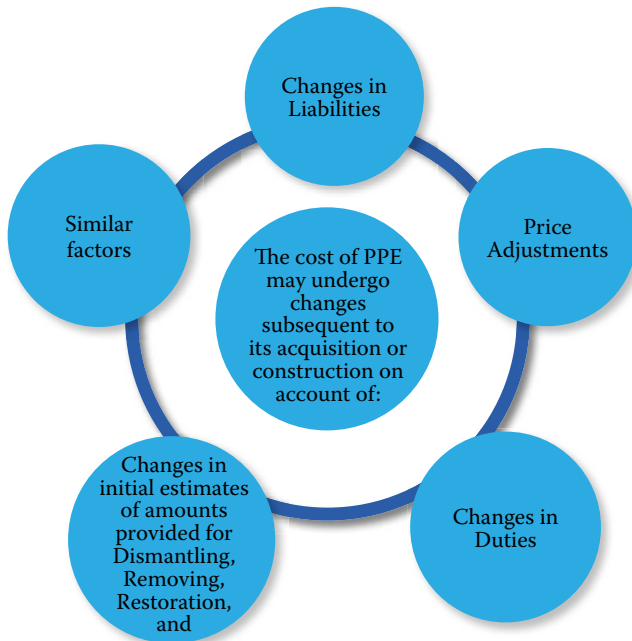 Changes in
Liabilities
Similar
factors
Price
Adjustments
The cost of PPE
may undergo
changes
subsequent to
its acquisition or
construction on
account of:
Changes in
initial estimates
of amounts
provided for
Dismantling,
Removing,
Restoration,
and
Changes in
Duties